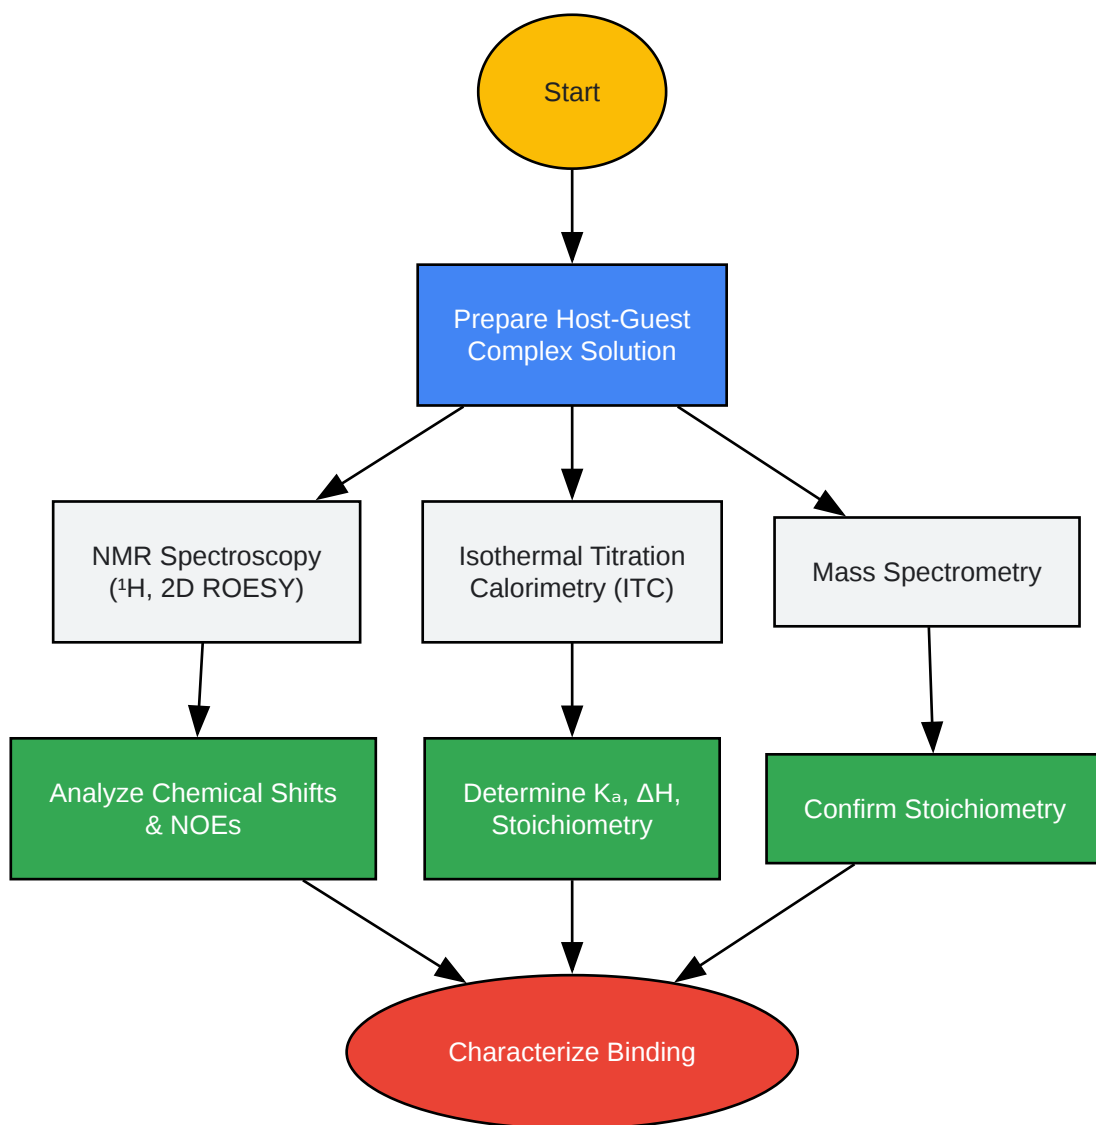 Start
Prepare Host-Guest
Complex Solution
NMR Spectroscopy
(¹H, 2D ROESY)
Isothermal Titration
Calorimetry (ITC)
Mass Spectrometry
Analyze Chemical Shifts
& NOEs
Determine Kₐ, ΔH,
Stoichiometry
Confirm Stoichiometry
Characterize Binding